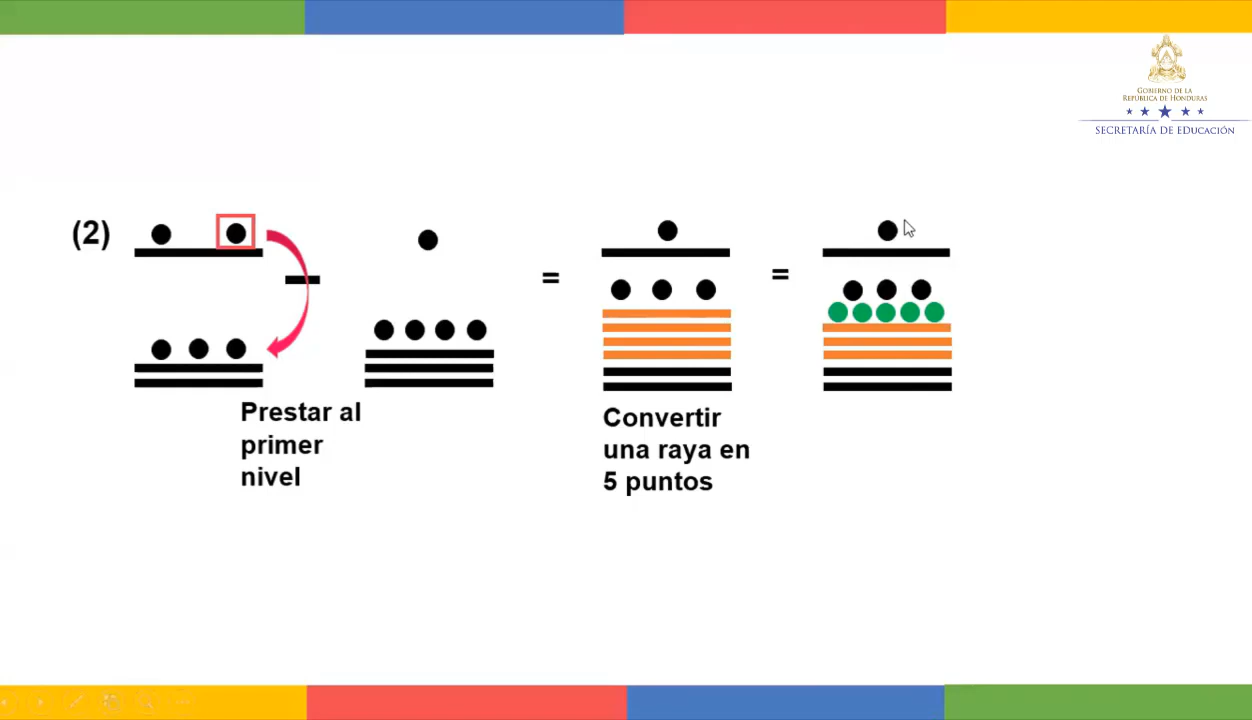 GOBIERNO DE LA
REPÚBLICA DE HONDURAS
SECRETARÍA DE EDUCACIÓN
(2)
=
=
Prestar al
primer
nivel
Convertir
una raya en
5 puntos